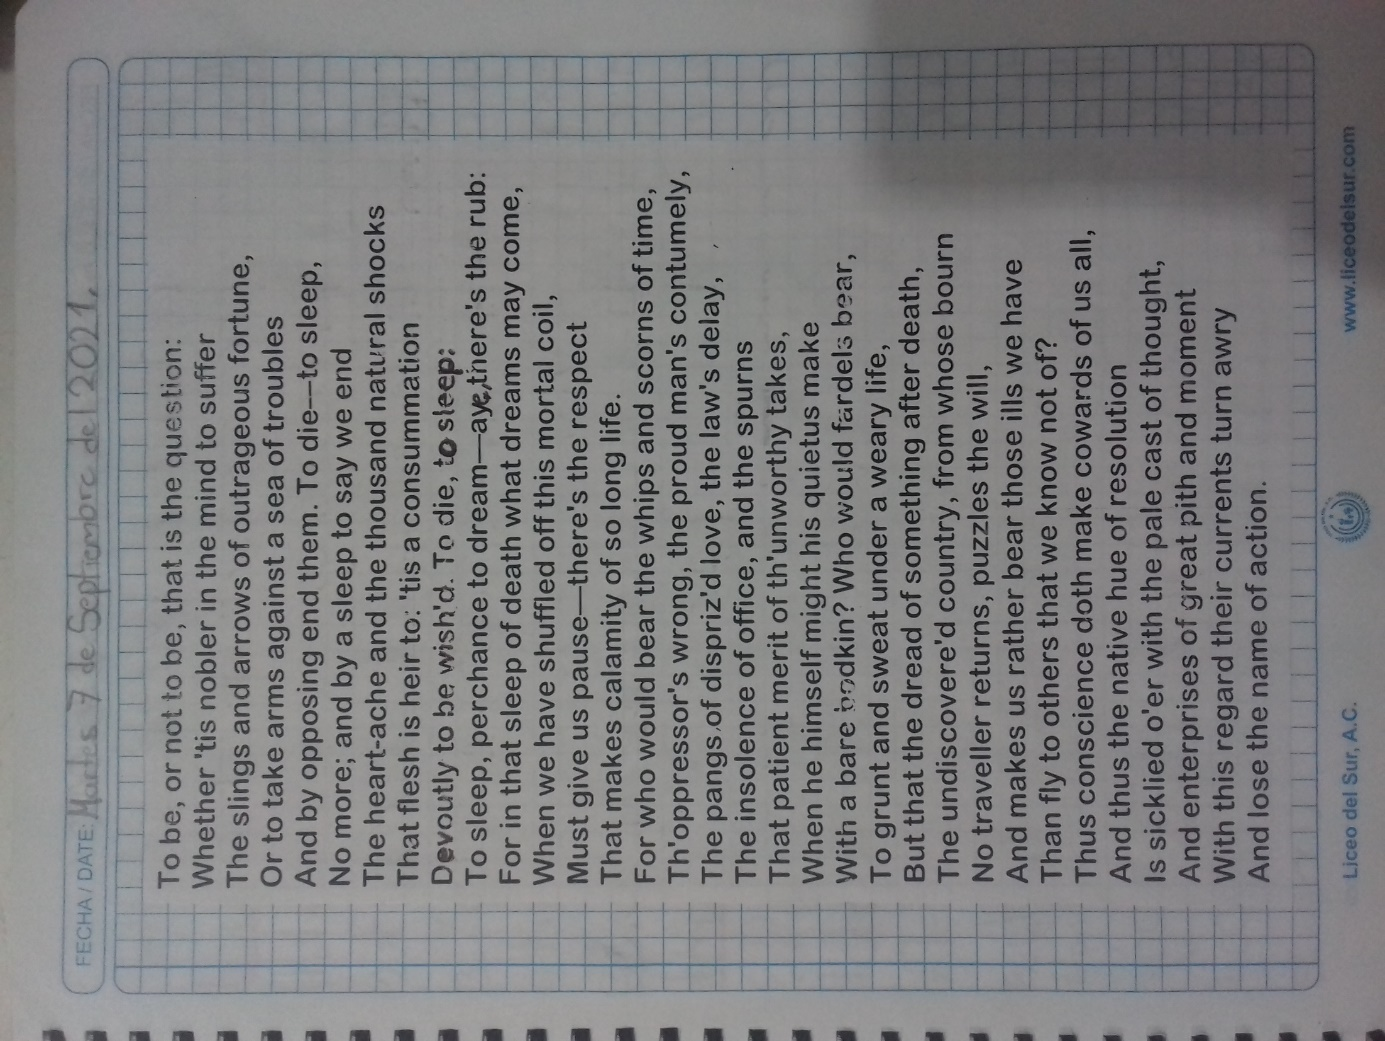 FECHA / DATE: Martes 7 de Septiembre del 2021.
To be, or not to be, that is the question:
Whether 'tis nobler in the mind to suffer
The slings and arrows of outrageous fortune,
Or to take arms against a sea of troubles
And by opposing end them. To die—to sleep,
No more; and by a sleep to say we end
The heart-ache and the thousand natural shocks
That flesh is heir to: 'tis a consummation
Devoutly to be wish'd. To die, to sleep;
To sleep, perchance to dream—aye, there's the rub:
For in that sleep of death what dreams may come,
When we have shuffled off this mortal coil,
Must give us pause—there's the respect
That makes calamity of so long life.
For who would bear the whips and scorns of time,
Th'oppressor's wrong, the proud man's contumely,
The pangs of dispriz'd love, the law's delay,
The insolence of office, and the spurns
That patient merit of th'unworthy takes,
When he himself might his quietus make
With a bare bodkin? Who would fardels bear,
To grunt and sweat under a weary life,
But that the dread of something after death,
The undiscovere'd country, from whose bourn
No traveller returns, puzzles the will,
And makes us rather bear those ills we have
Than fly to others that we know not of?
Thus conscience doth make cowards of us all,
And thus the native hue of resolution
Is sicklied o'er with the pale cast of thought,
And enterprises of great pith and moment
With this regard their currents turn awry
And lose the name of action.
Liceo del Sur, A.C.
www.liceodelsur.com